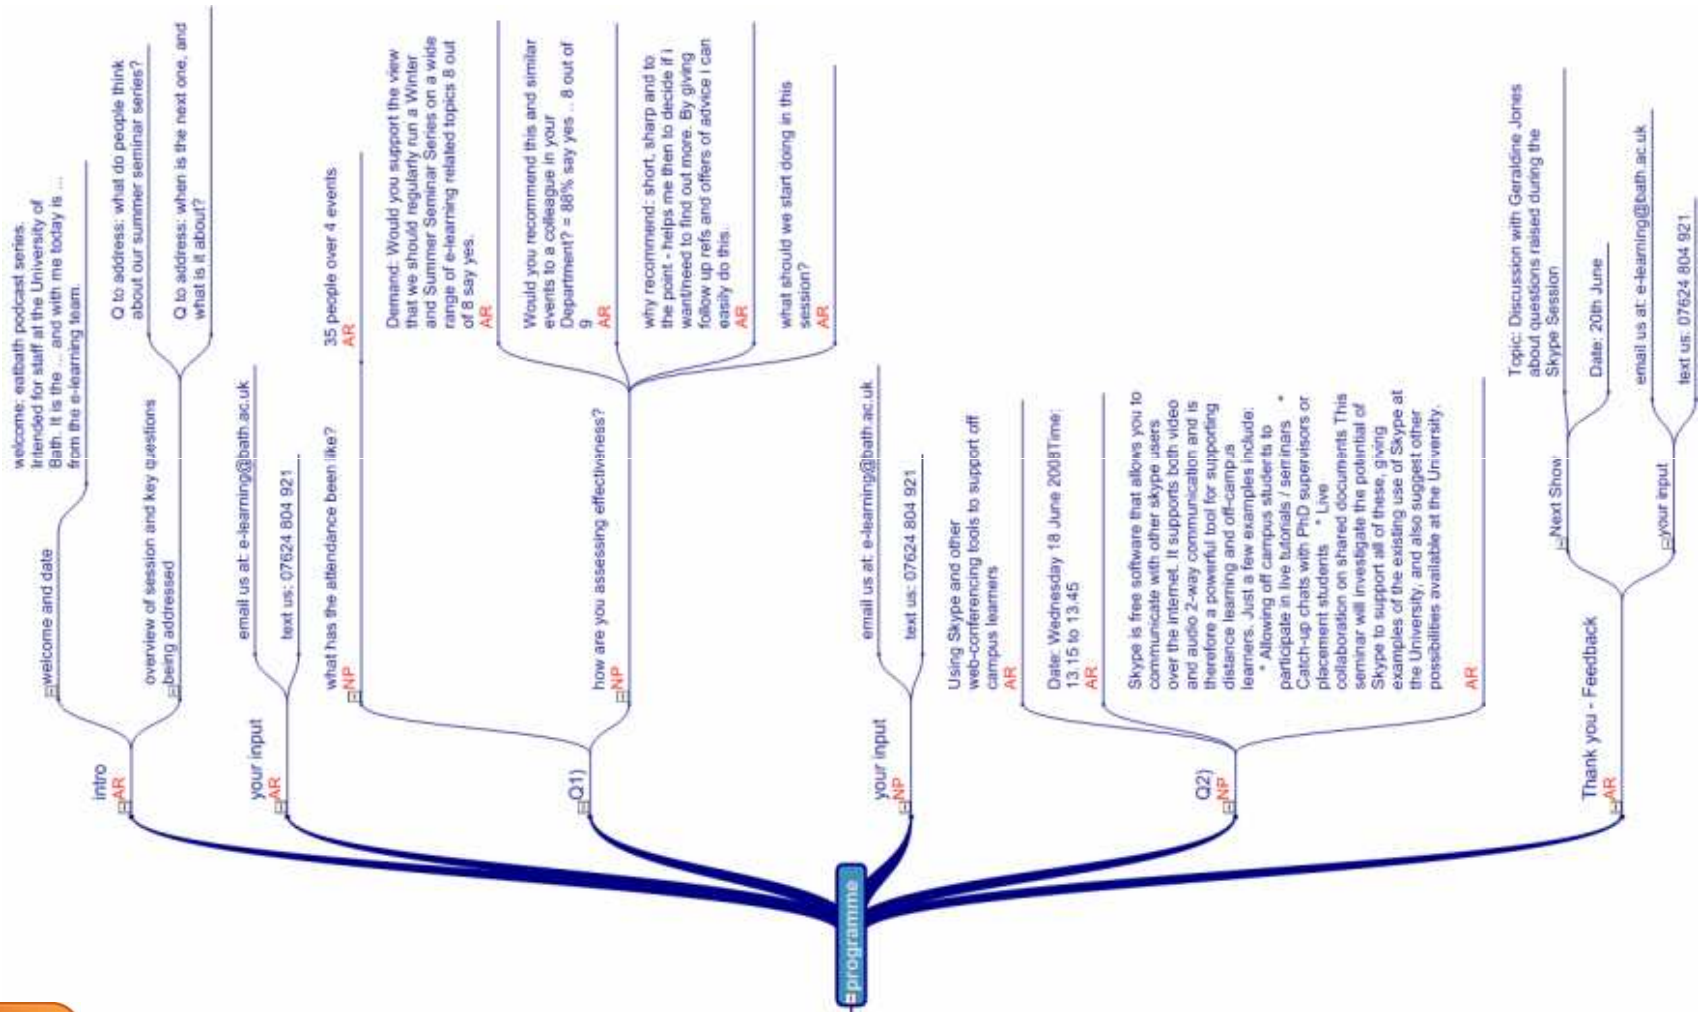 programme
intro
AR
welcome and date
welcome: eatbath podcast series.
Intended for staff at the University of
Bath. It is the ... and with me today is ...
from the e-learning team.
overview of session and key questions
being addressed
Q to address: what do people think
about our summer seminar series?
Q to address: when is the next one, and
what is it about?
your input
AR
email us at: e-learning@bath.ac.uk
text us: 07624 804 921
Q1)
what has the attendance been like?
NP
35 people over 4 events
AR
how are you assessing effectiveness?
NP
Demand: Would you support the view
that we should regularly run a Winter
and Summer Seminar Series on a wide
range of e-learning related topics 8 out
of 8 say yes.
AR
Would you recommend this and similar
events to a colleague in your
Department? = 88% say yes .. 8 out of
9
AR
why recommend: short, sharp and to
the point - helps me then to decide if i
want/need to find out more. By giving
follow up refs and offers of advice i can
easily do this.
AR
what should we start doing in this
session?
AR
your input
NP
email us at: e-learning@bath.ac.uk
text us: 07624 804 921
Q2)
NP
Using Skype and other
web-conferencing tools to support off
campus learners
AR
Date: Wednesday 18 June 2008Time:
13.15 to 13.45
AR
Skype is free software that allows you to
communicate with other skype users
over the internet. It supports both video
and audio 2-way communication and is
therefore a powerful tool for supporting
distance learning and off-campus
learners. Just a few examples include:
* Allowing off campus students to
participate in live tutorials / seminars *
Catch-up chats with PhD supervisors or
placement students * Live
collaboration on shared documents This
seminar will investigate the potential of
Skype to support all of these, giving
examples of the existing use of Skype at
the University, and also suggest other
possibilities available at the University.
AR
Thank you - Feedback
AR
Next Show
Topic: Discussion with Geraldine Jones
about questions raised during the
Skype Session
Date: 20th June
your input
email us at: e-learning@bath.ac.uk
text us: 07624 804 921